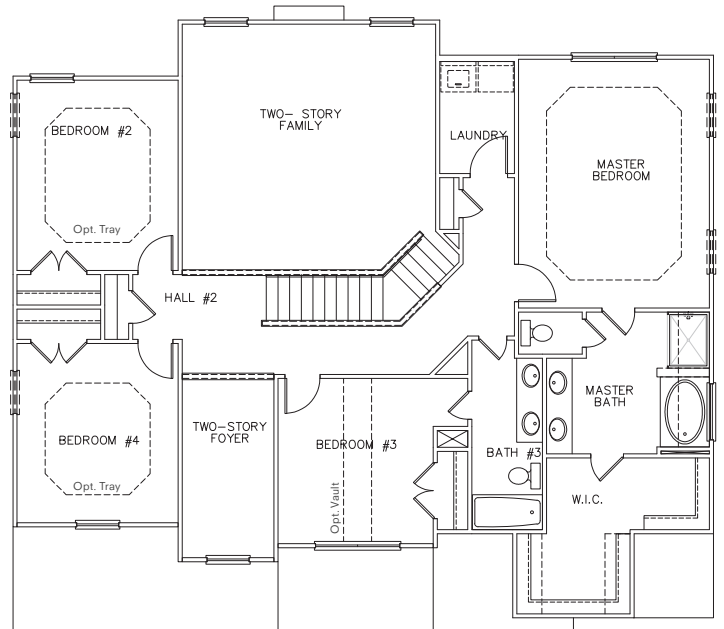 TWO- STORY
FAMILY
BEDROOM #2
Opt. Tray
LAUNDRY
MASTER
BEDROOM
HALL #2
MASTER
BATH
TWO-STORY
FOYER
BEDROOM #4
Opt. Tray
BEDROOM #3
Opt. Vault
BATH #3
W.I.C.